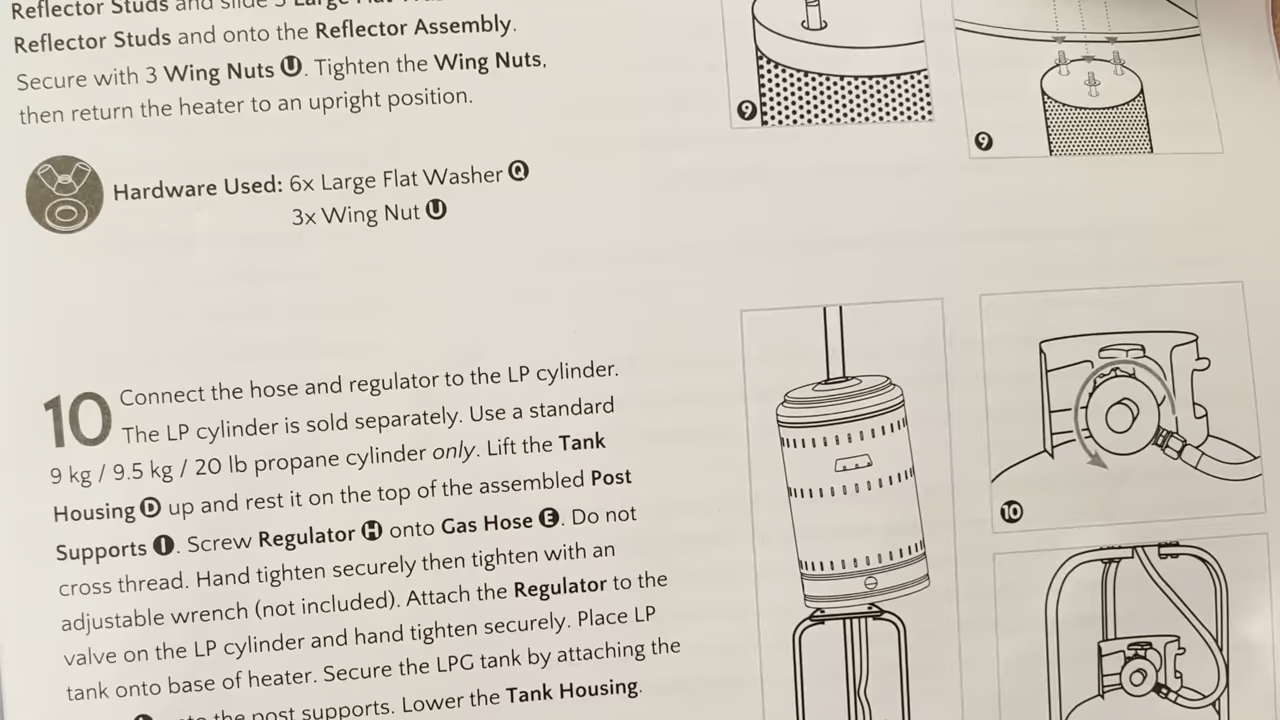 Reflector Studs and slide 3 Large Flat
Reflector Studs and onto the Reflector Assembly.
Secure with 3 Wing Nuts U. Tighten the Wing Nuts,
then return the heater to an upright position.
Hardware Used: 6x Large Flat Washer Q
3x Wing Nut U
9
9
10 Connect the hose and regulator to the LP cylinder.
The LP cylinder is sold separately. Use a standard
9 kg / 9.5 kg / 20 lb propane cylinder only. Lift the Tank
Housing D up and rest it on the top of the assembled Post
Supports I. Screw Regulator H onto Gas Hose E. Do not
cross thread. Hand tighten securely then tighten with an
adjustable wrench (not included). Attach the Regulator to the
valve on the LP cylinder and hand tighten securely. Place LP
tank onto base of heater. Secure the LPG tank by attaching the
the post supports. Lower the Tank Housing.
10